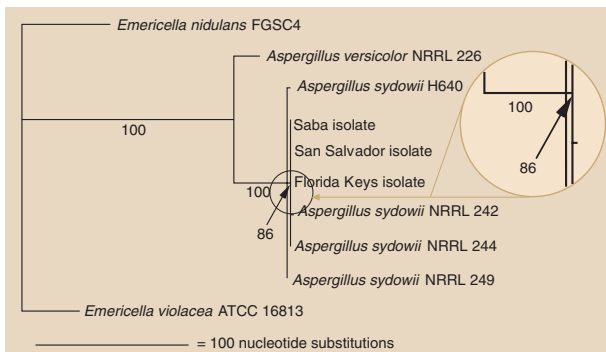 Emericella nidulans FGSC4
Aspergillus versicolor NRRL 226
Aspergillus sydowii H640
100
100
Saba isolate
San Salvador isolate
86
100
Florida Keys isolate
Aspergillus sydowii NRRL 242
86
Aspergillus sydowii NRRL 244
Aspergillus sydowii NRRL 249
Emericella violacea ATCC 16813
= 100 nucleotide substitutions